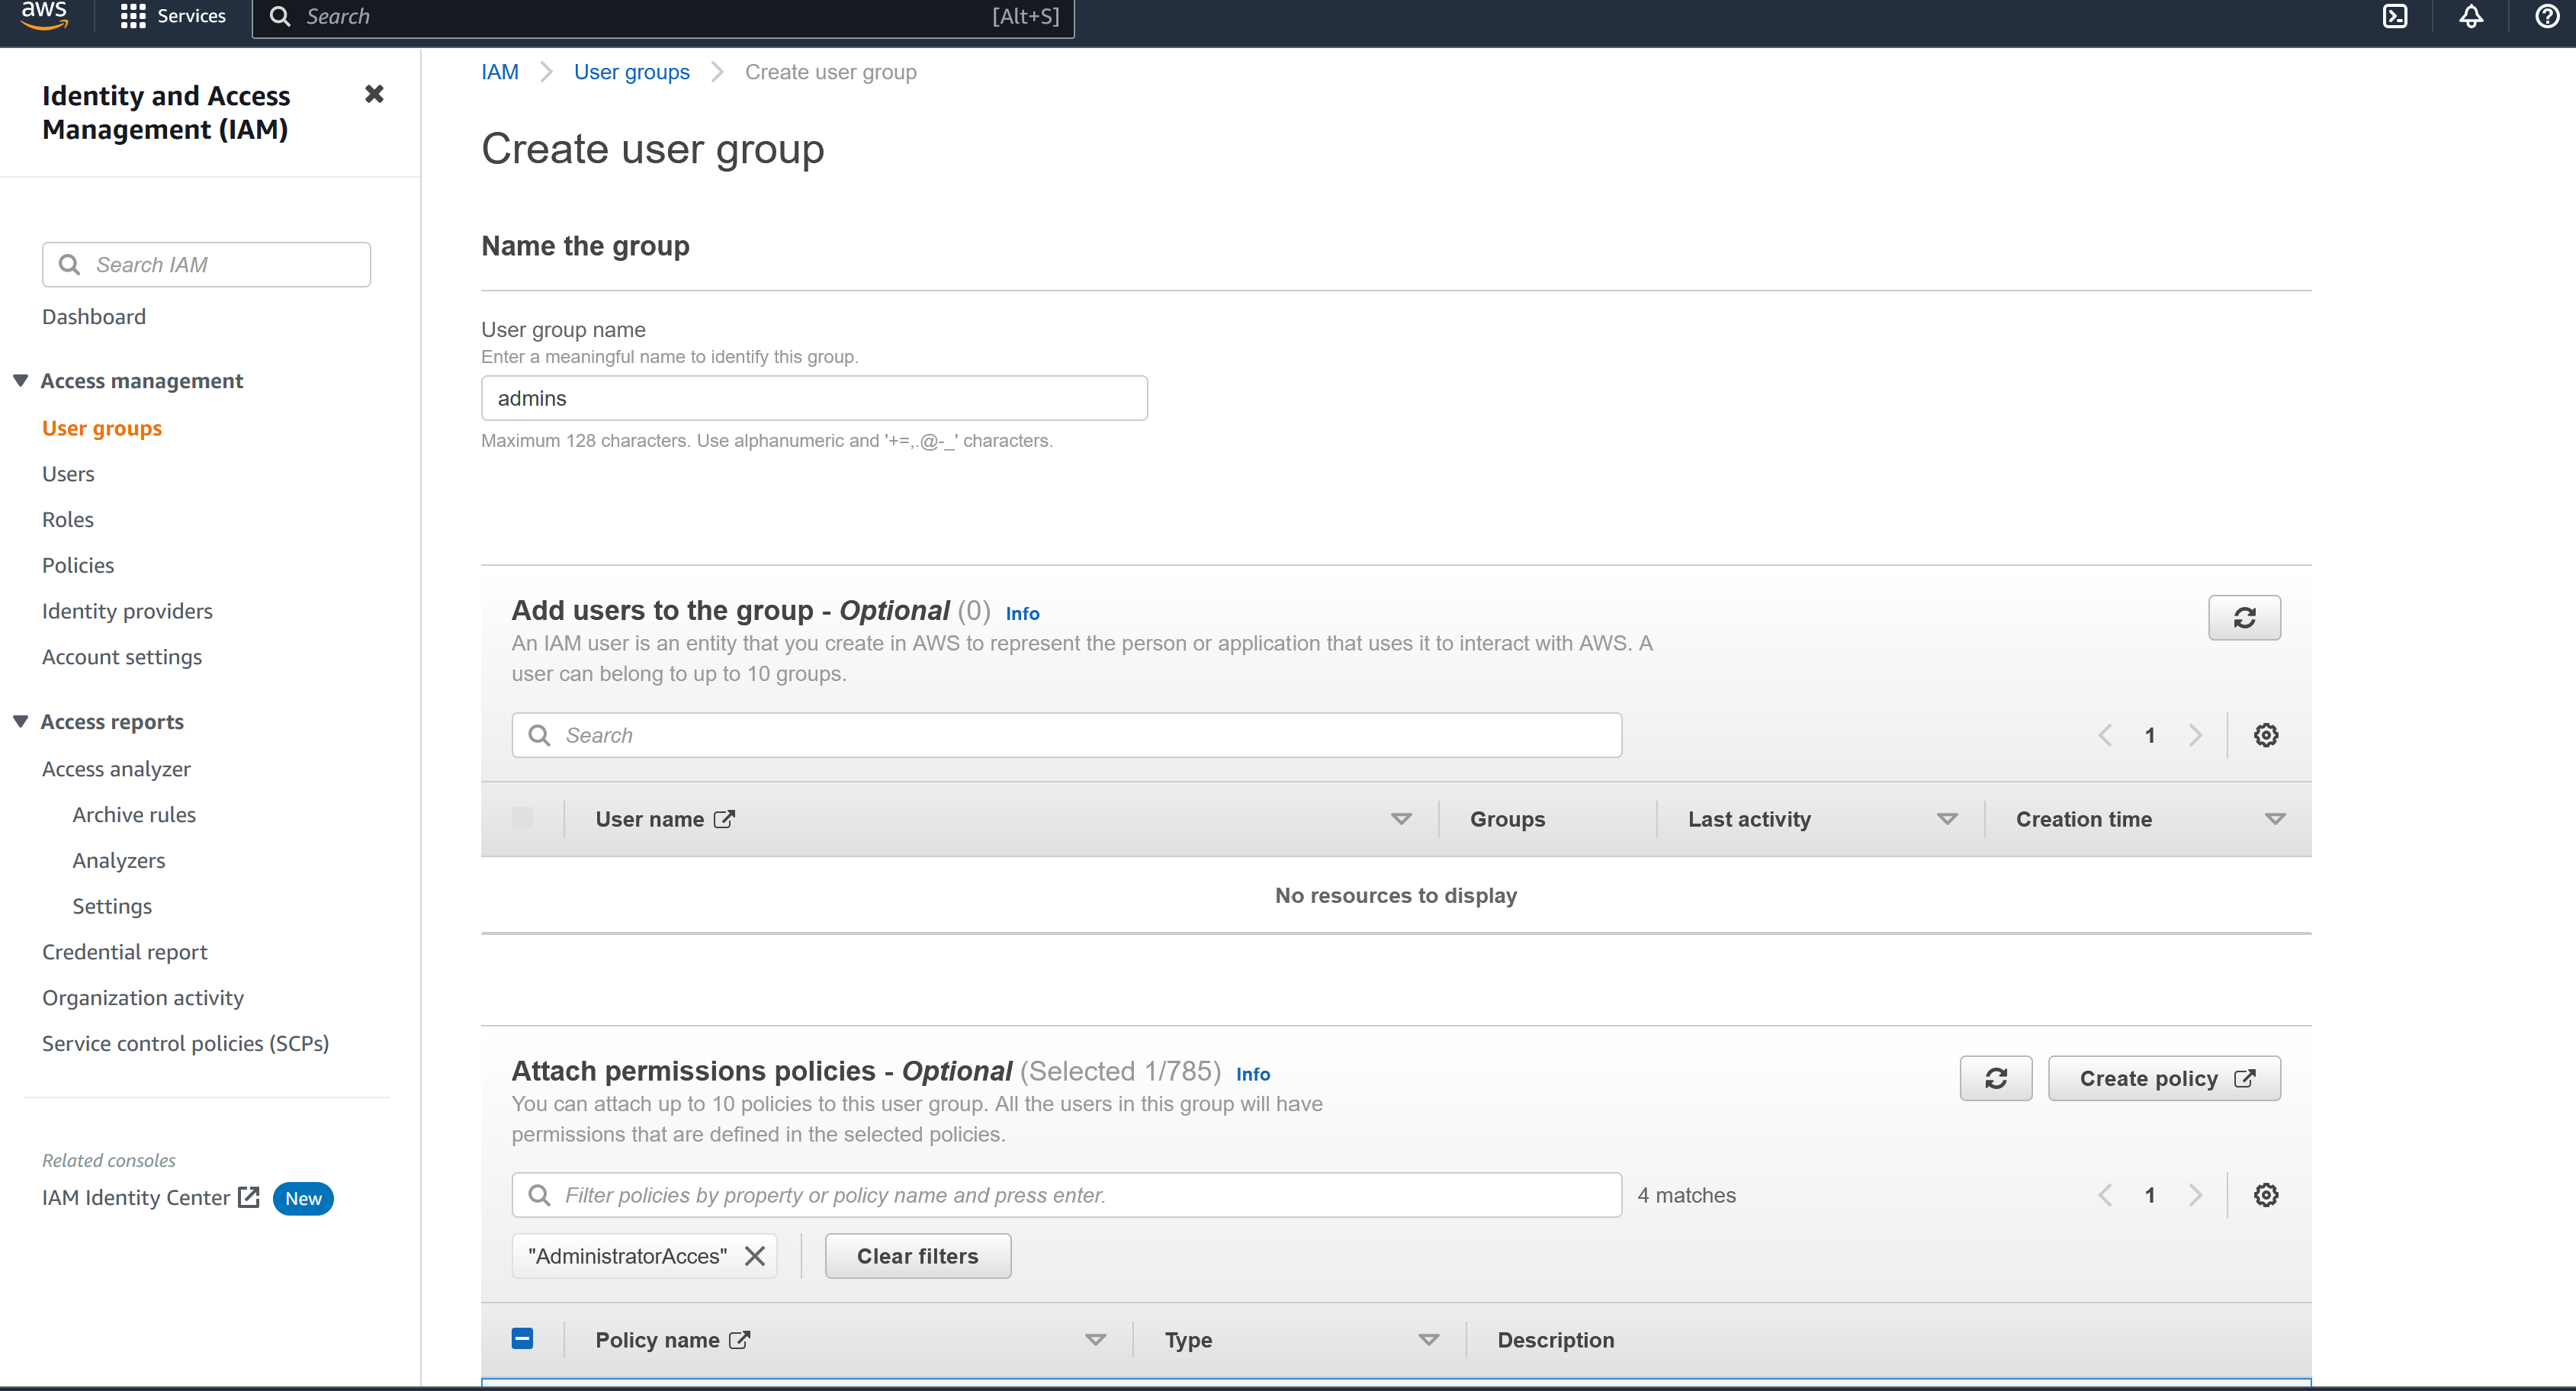 aws
Services
Search
[Alt+S]
Identity and Access
Management (IAM)
Search IAM
Dashboard
Access management
User groups
Users
Roles
Policies
Identity providers
Account settings
Access reports
Access analyzer
Archive rules
Analyzers
Settings
Credential report
Organization activity
Service control policies (SCPs)
Related consoles
IAM Identity Center New
IAM User groups Create user group
Create user group
Name the group
User group name
Enter a meaningful name to identify this group.
admins
Maximum 128 characters. Use alphanumeric and '+=,.@-_' characters.
Add users to the group - Optional (0) Info
An IAM user is an entity that you create in AWS to represent the person or application that uses it to interact with AWS. A
user can belong to up to 10 groups.
Search
1
User name Groups Last activity Creation time
No resources to display
Attach permissions policies - Optional (Selected 1/785) Info
Create policy
You can attach up to 10 policies to this user group. All the users in this group will have
permissions that are defined in the selected policies.
Filter policies by property or policy name and press enter. 4 matches
1
"AdministratorAcces" Clear filters
Policy name Type Description